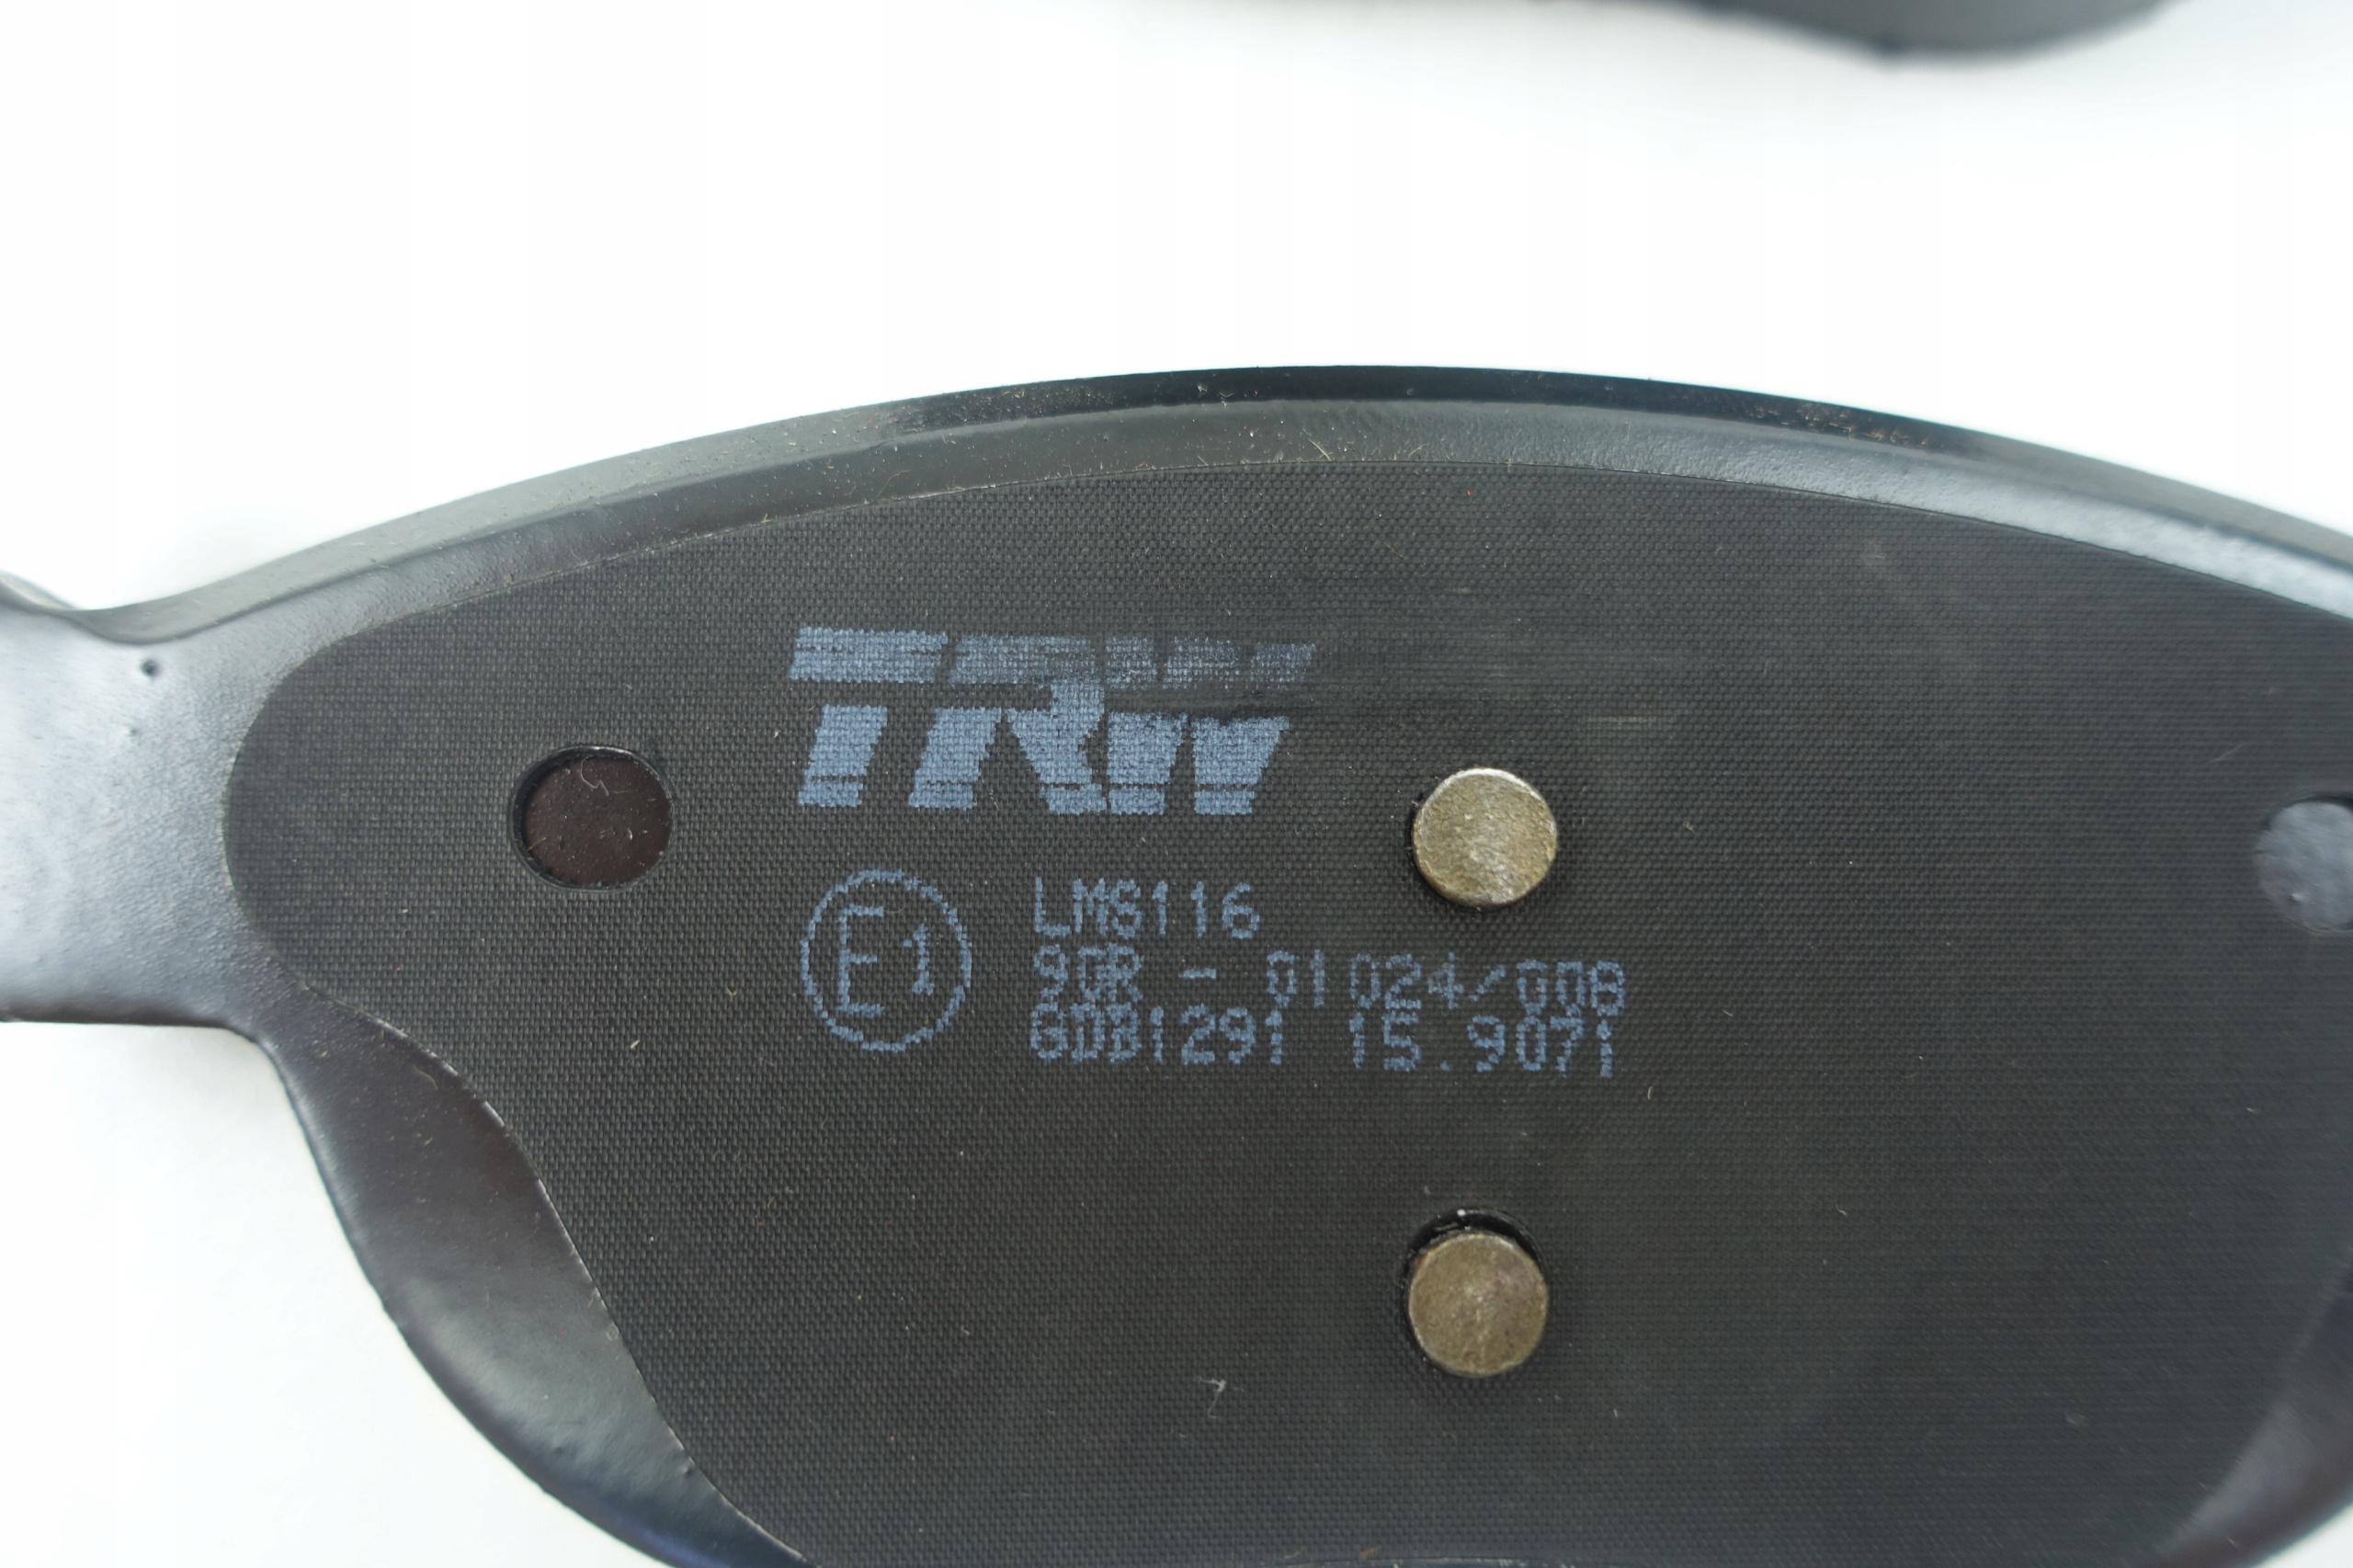 TRW
E1
LMS116
90R - 01024/008
GDB1291 15.9071